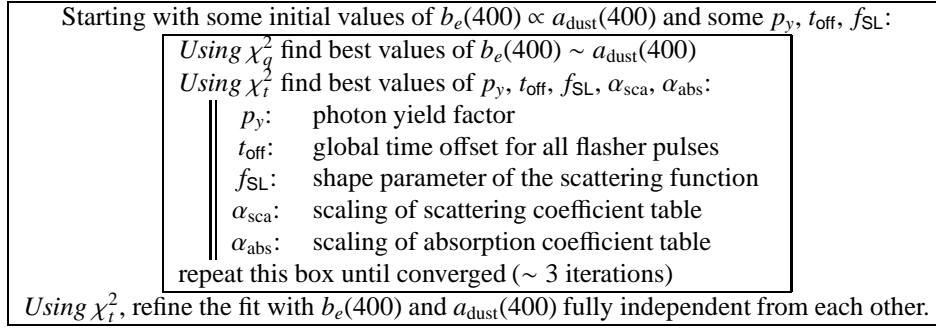 Starting with some initial values of b_e(400) ∝ a_dust(400) and some p_y, t_off, f_SL:
Using χ_q^2 find best values of b_e(400) ~ a_dust(400)
Using χ_t^2 find best values of p_y, t_off, f_SL, α_sca, α_abs:
p_y: photon yield factor
t_off: global time offset for all flasher pulses
f_SL: shape parameter of the scattering function
α_sca: scaling of scattering coefficient table
α_abs: scaling of absorption coefficient table
repeat this box until converged (~ 3 iterations)
Using χ_t^2, refine the fit with b_e(400) and a_dust(400) fully independent from each other.